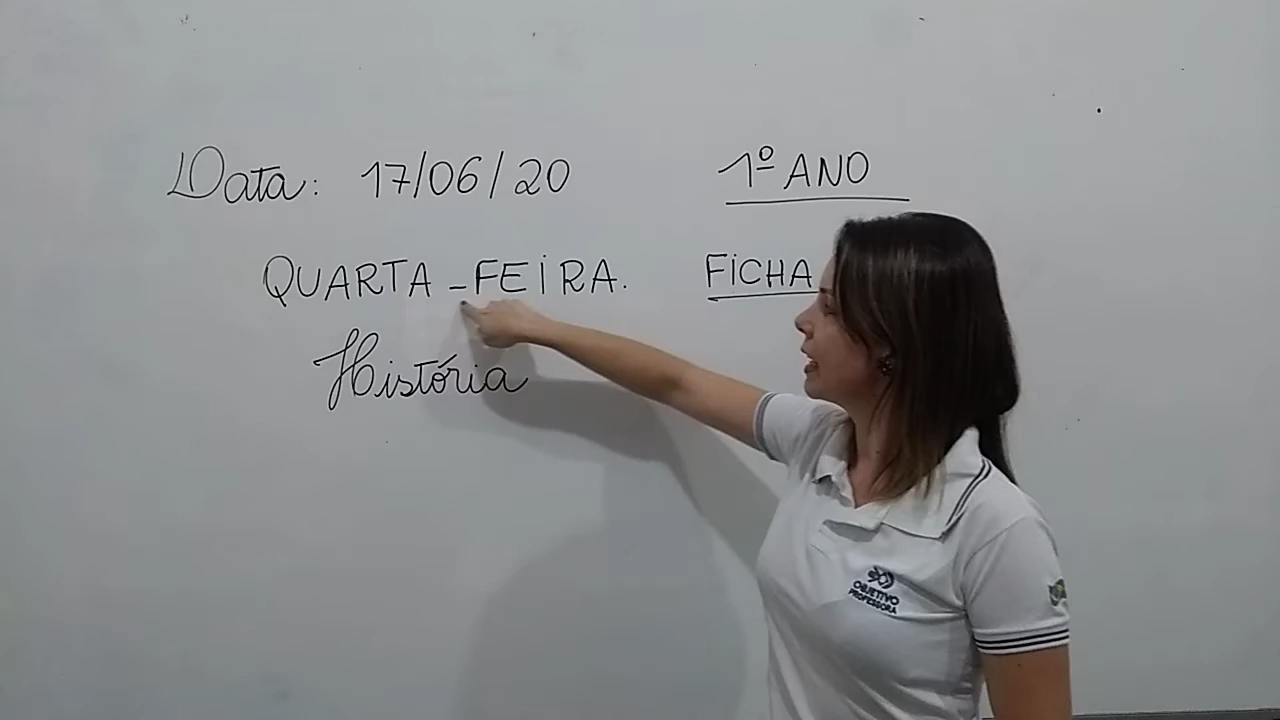 Data: 17/06/20
1º ANO
QUARTA-FEIRA.
FICHA
História
OBJETIVO
PROFESSORA